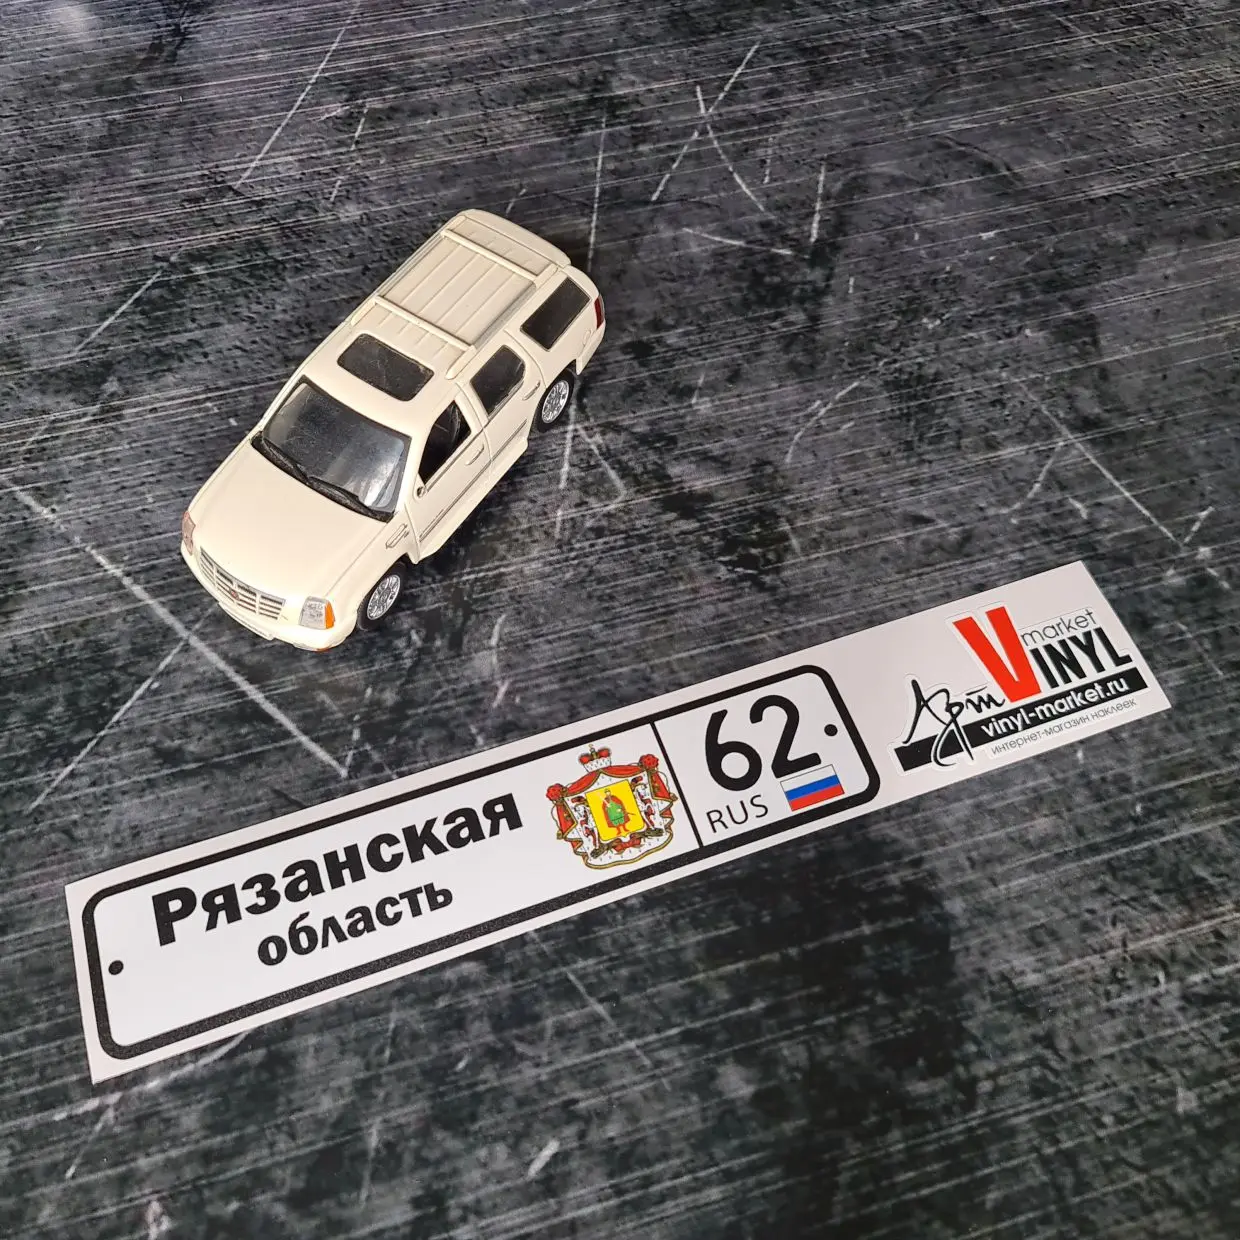 Рязанская
область
62
RUS
market
VINYL
Арт
vinyl-market.ru
интернет-магазин наклеек